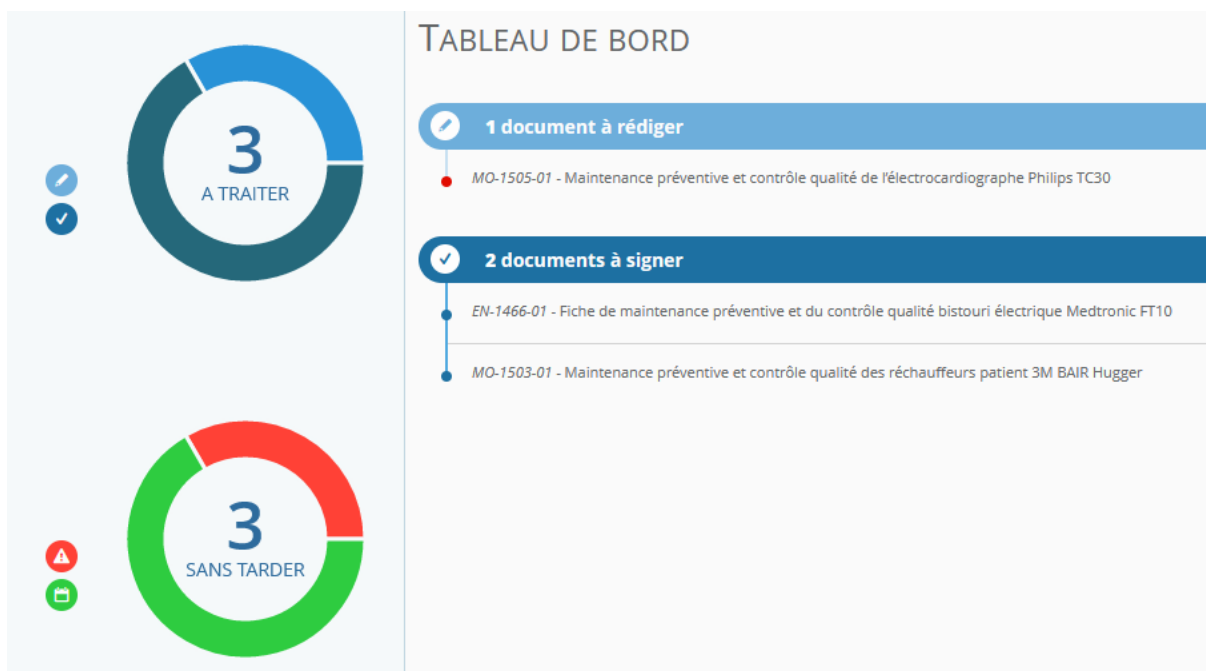 TABLEAU DE BORD
1 document à rédiger
MO-1505-01 - Maintenance préventive et contrôle qualité de l'électrocardiographe Philips TC30
2 documents à signer
EN-1466-01 - Fiche de maintenance préventive et du contrôle qualité bistouri électrique Medtronic FT10
MO-1503-01 - Maintenance préventive et contrôle qualité des réchauffeurs patient 3M BAIR Hugger
3
A TRAITER
3
SANS TARDER